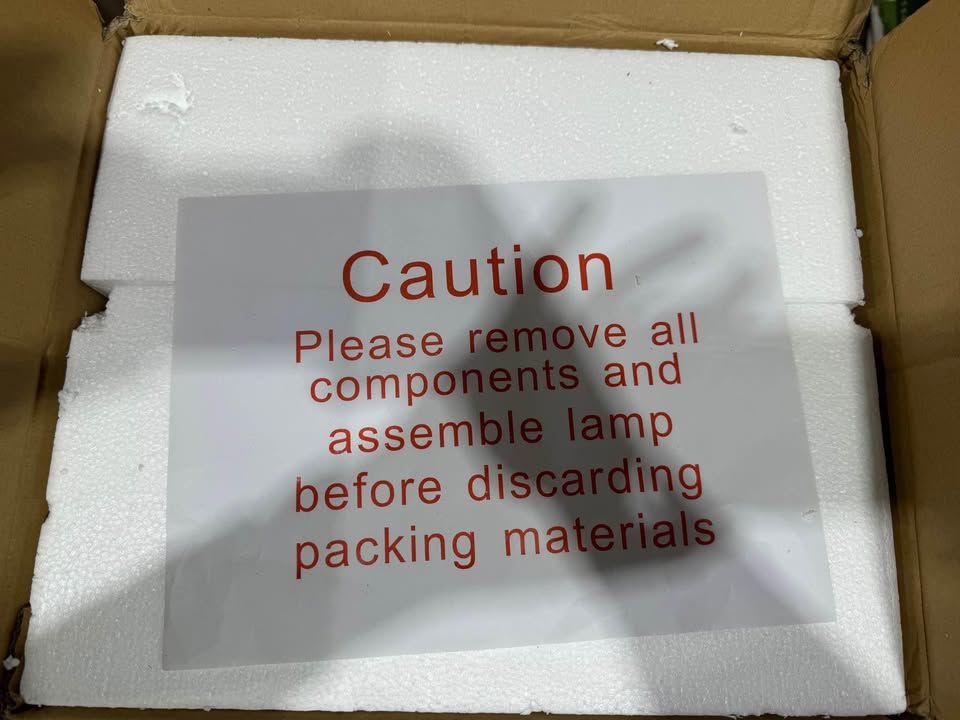 Caution
Please remove all
components and
assemble lamp
before discarding
packing materials